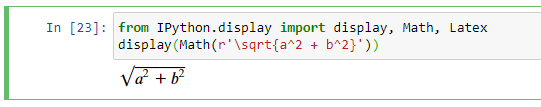 In [23]: from IPython.display import display, Math, Latex
display(Math(r'\sqrt{a^2 + b^2}'))
√a² + b²